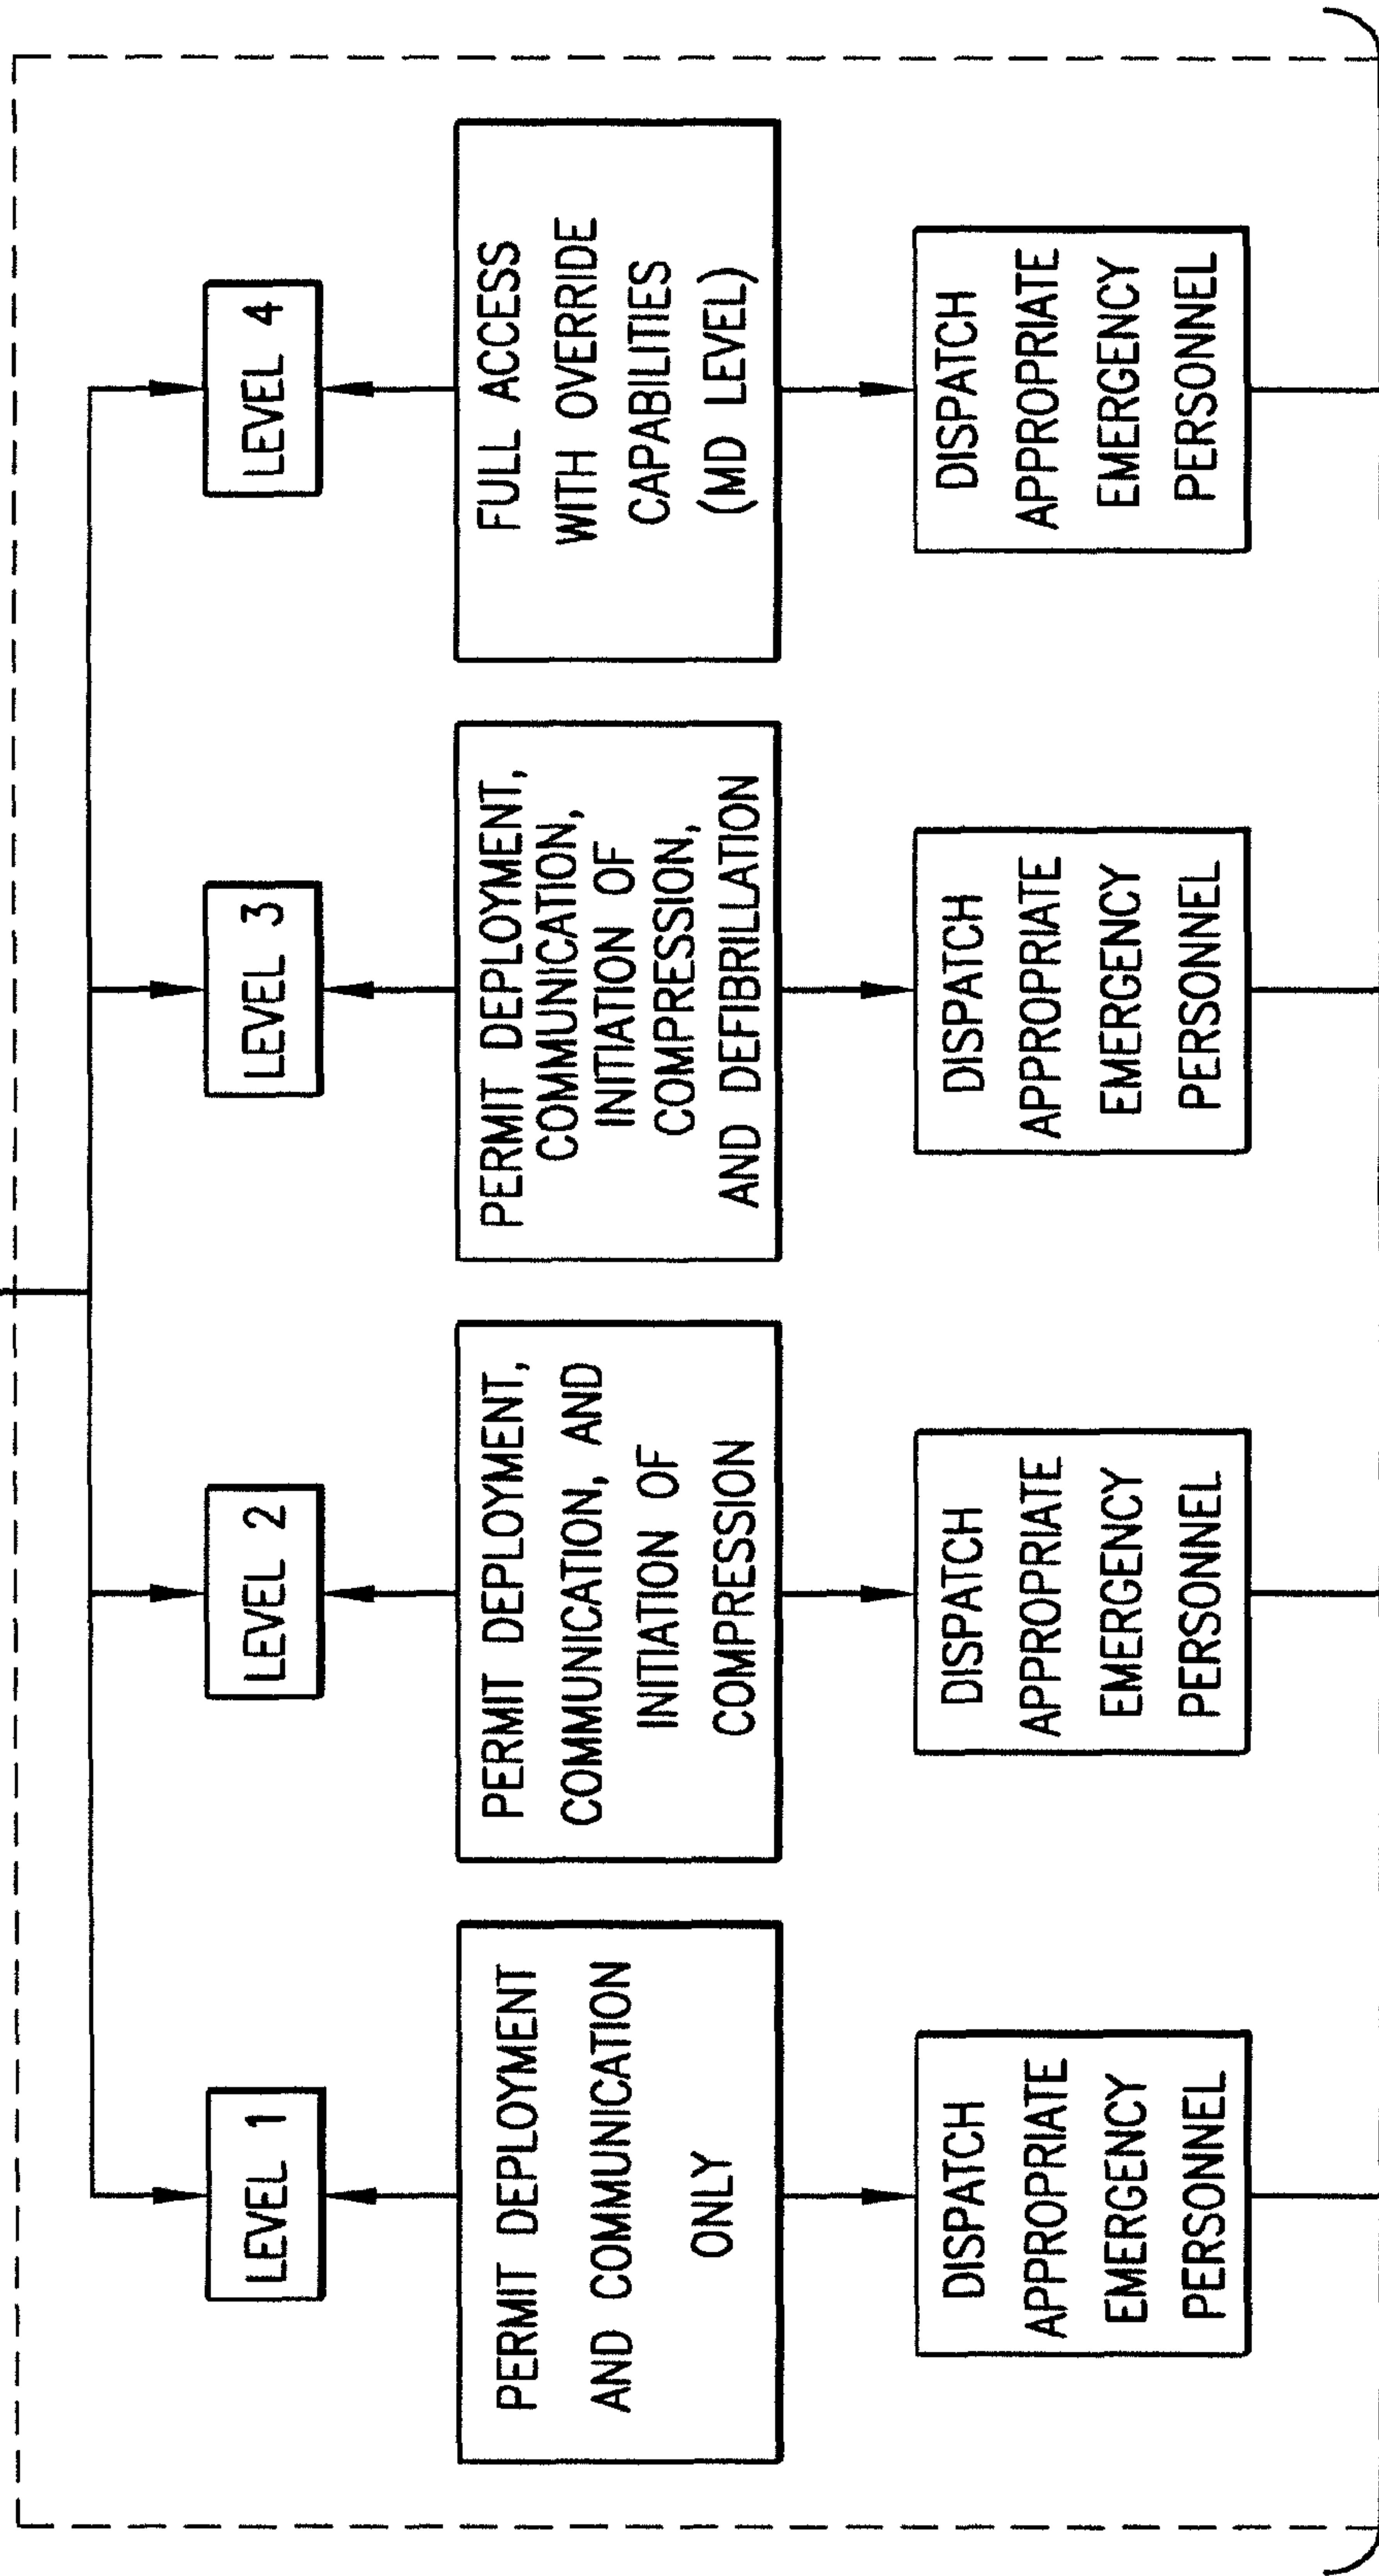 LEVEL 1
PERMIT DEPLOYMENT
AND COMMUNICATION
ONLY
DISPATCH
APPROPRIATE
EMERGENCY
PERSONNEL
LEVEL 2
PERMIT DEPLOYMENT,
COMMUNICATION, AND
INITIATION OF
COMPRESSION
DISPATCH
APPROPRIATE
EMERGENCY
PERSONNEL
LEVEL 3
PERMIT DEPLOYMENT,
COMMUNICATION,
INITIATION OF
COMPRESSION,
AND DEFIBRILLATION
DISPATCH
APPROPRIATE
EMERGENCY
PERSONNEL
LEVEL 4
FULL ACCESS
WITH OVERRIDE
CAPABILITIES
(MD LEVEL)
DISPATCH
APPROPRIATE
EMERGENCY
PERSONNEL